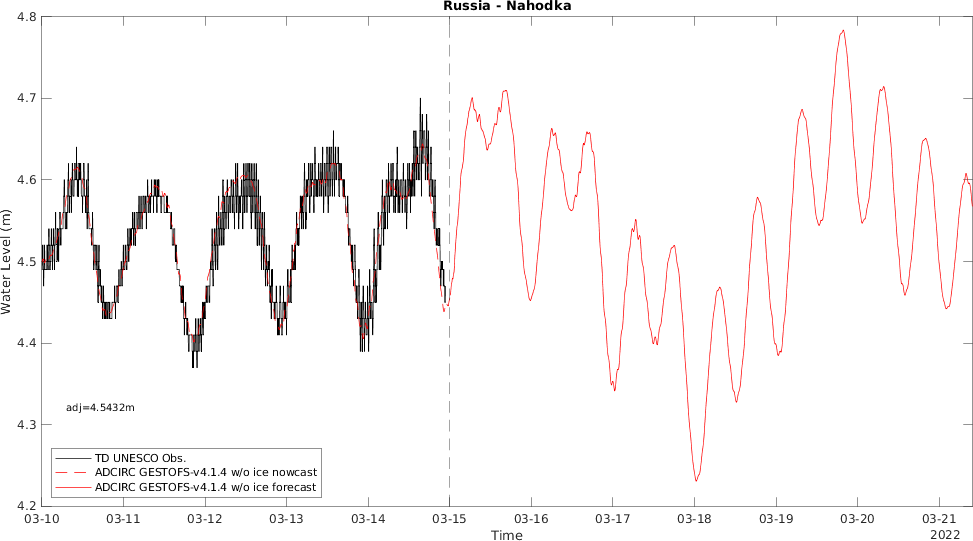 Russia - Nahodka
Water Level (m)
4.8
4.7
4.6
4.5
4.4
4.3
4.2
adj=4.5432m
TD UNESCO Obs.
ADCIRC GESTOFS-v4.1.4 w/o ice nowcast
ADCIRC GESTOFS-v4.1.4 w/o ice forecast
03-10 03-11 03-12 03-13 03-14 03-15 03-16 03-17 03-18 03-19 03-20 03-21
Time
2022